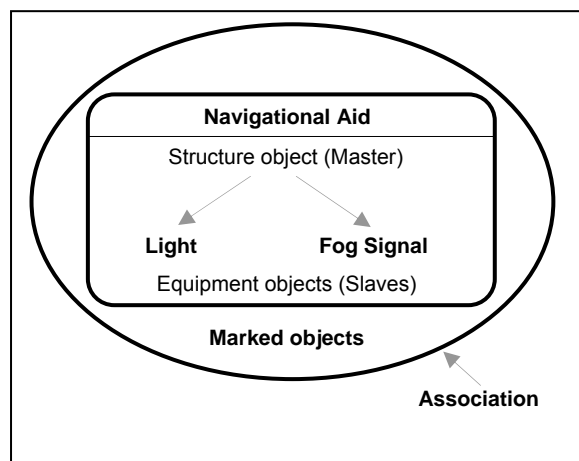 Navigational Aid
Structure object (Master)
Light Fog Signal
Equipment objects (Slaves)
Marked objects
Association